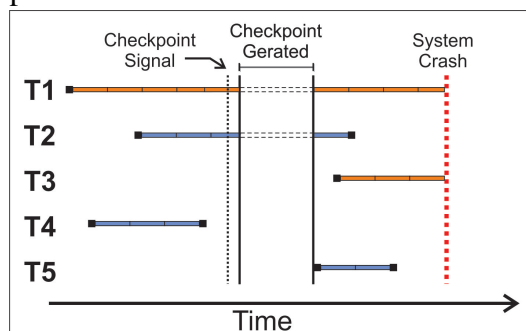 Checkpoint
Signal
Checkpoint
Gerated
System
Crash
T1
T2
T3
T4
T5
Time